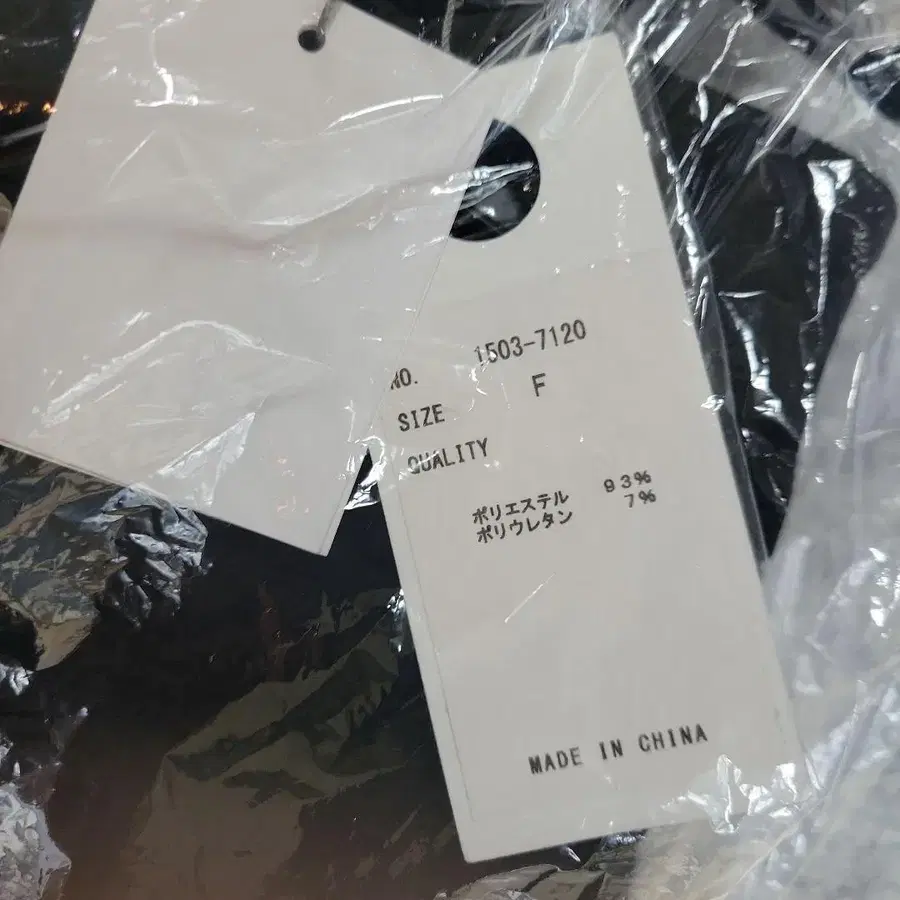 NO. 1503-7120
SIZE F
QUALITY
ポリエステル 93%
ポリウレタン 7%
MADE IN CHINA